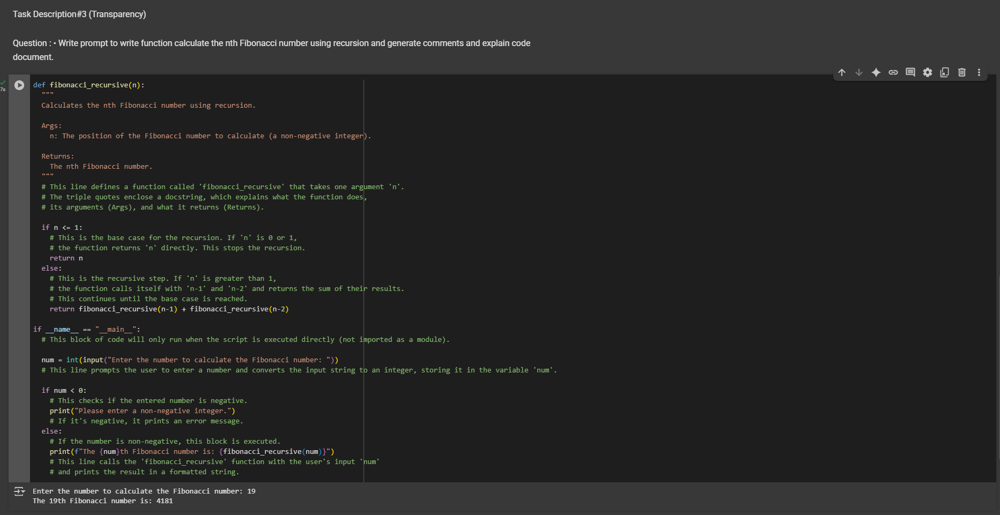 Task Description#3 (Transparency)
Question : • Write prompt to write function calculate the nth Fibonacci number using recursion and generate comments and explain code
document.
7s
def fibonacci_recursive(n):
  """
  Calculates the nth Fibonacci number using recursion.

  Args:
    n: The position of the Fibonacci number to calculate (a non-negative integer).

  Returns:
    The nth Fibonacci number.
  """
  # This line defines a function called 'fibonacci_recursive' that takes one argument 'n'.
  # The triple quotes enclose a docstring, which explains what the function does,
  # its arguments (Args), and what it returns (Returns).

  if n <= 1:
    # This is the base case for the recursion. If 'n' is 0 or 1,
    # the function returns 'n' directly. This stops the recursion.
    return n
  else:
    # This is the recursive step. If 'n' is greater than 1,
    # the function calls itself with 'n-1' and 'n-2' and returns the sum of their results.
    # This continues until the base case is reached.
    return fibonacci_recursive(n-1) + fibonacci_recursive(n-2)

if __name__ == "__main__":
  # This block of code will only run when the script is executed directly (not imported as a module).

  num = int(input("Enter the number to calculate the Fibonacci number: "))
  # This line prompts the user to enter a number and converts the input string to an integer, storing it in the variable 'num'.

  if num < 0:
    # This checks if the entered number is negative.
    print("Please enter a non-negative integer.")
    # If it's negative, it prints an error message.
  else:
    # If the number is non-negative, this block is executed.
    print(f"The {num}th Fibonacci number is: {fibonacci_recursive(num)}")
    # This line calls the 'fibonacci_recursive' function with the user's input 'num'
    # and prints the result in a formatted string.
Enter the number to calculate the Fibonacci number: 19
The 19th Fibonacci number is: 4181